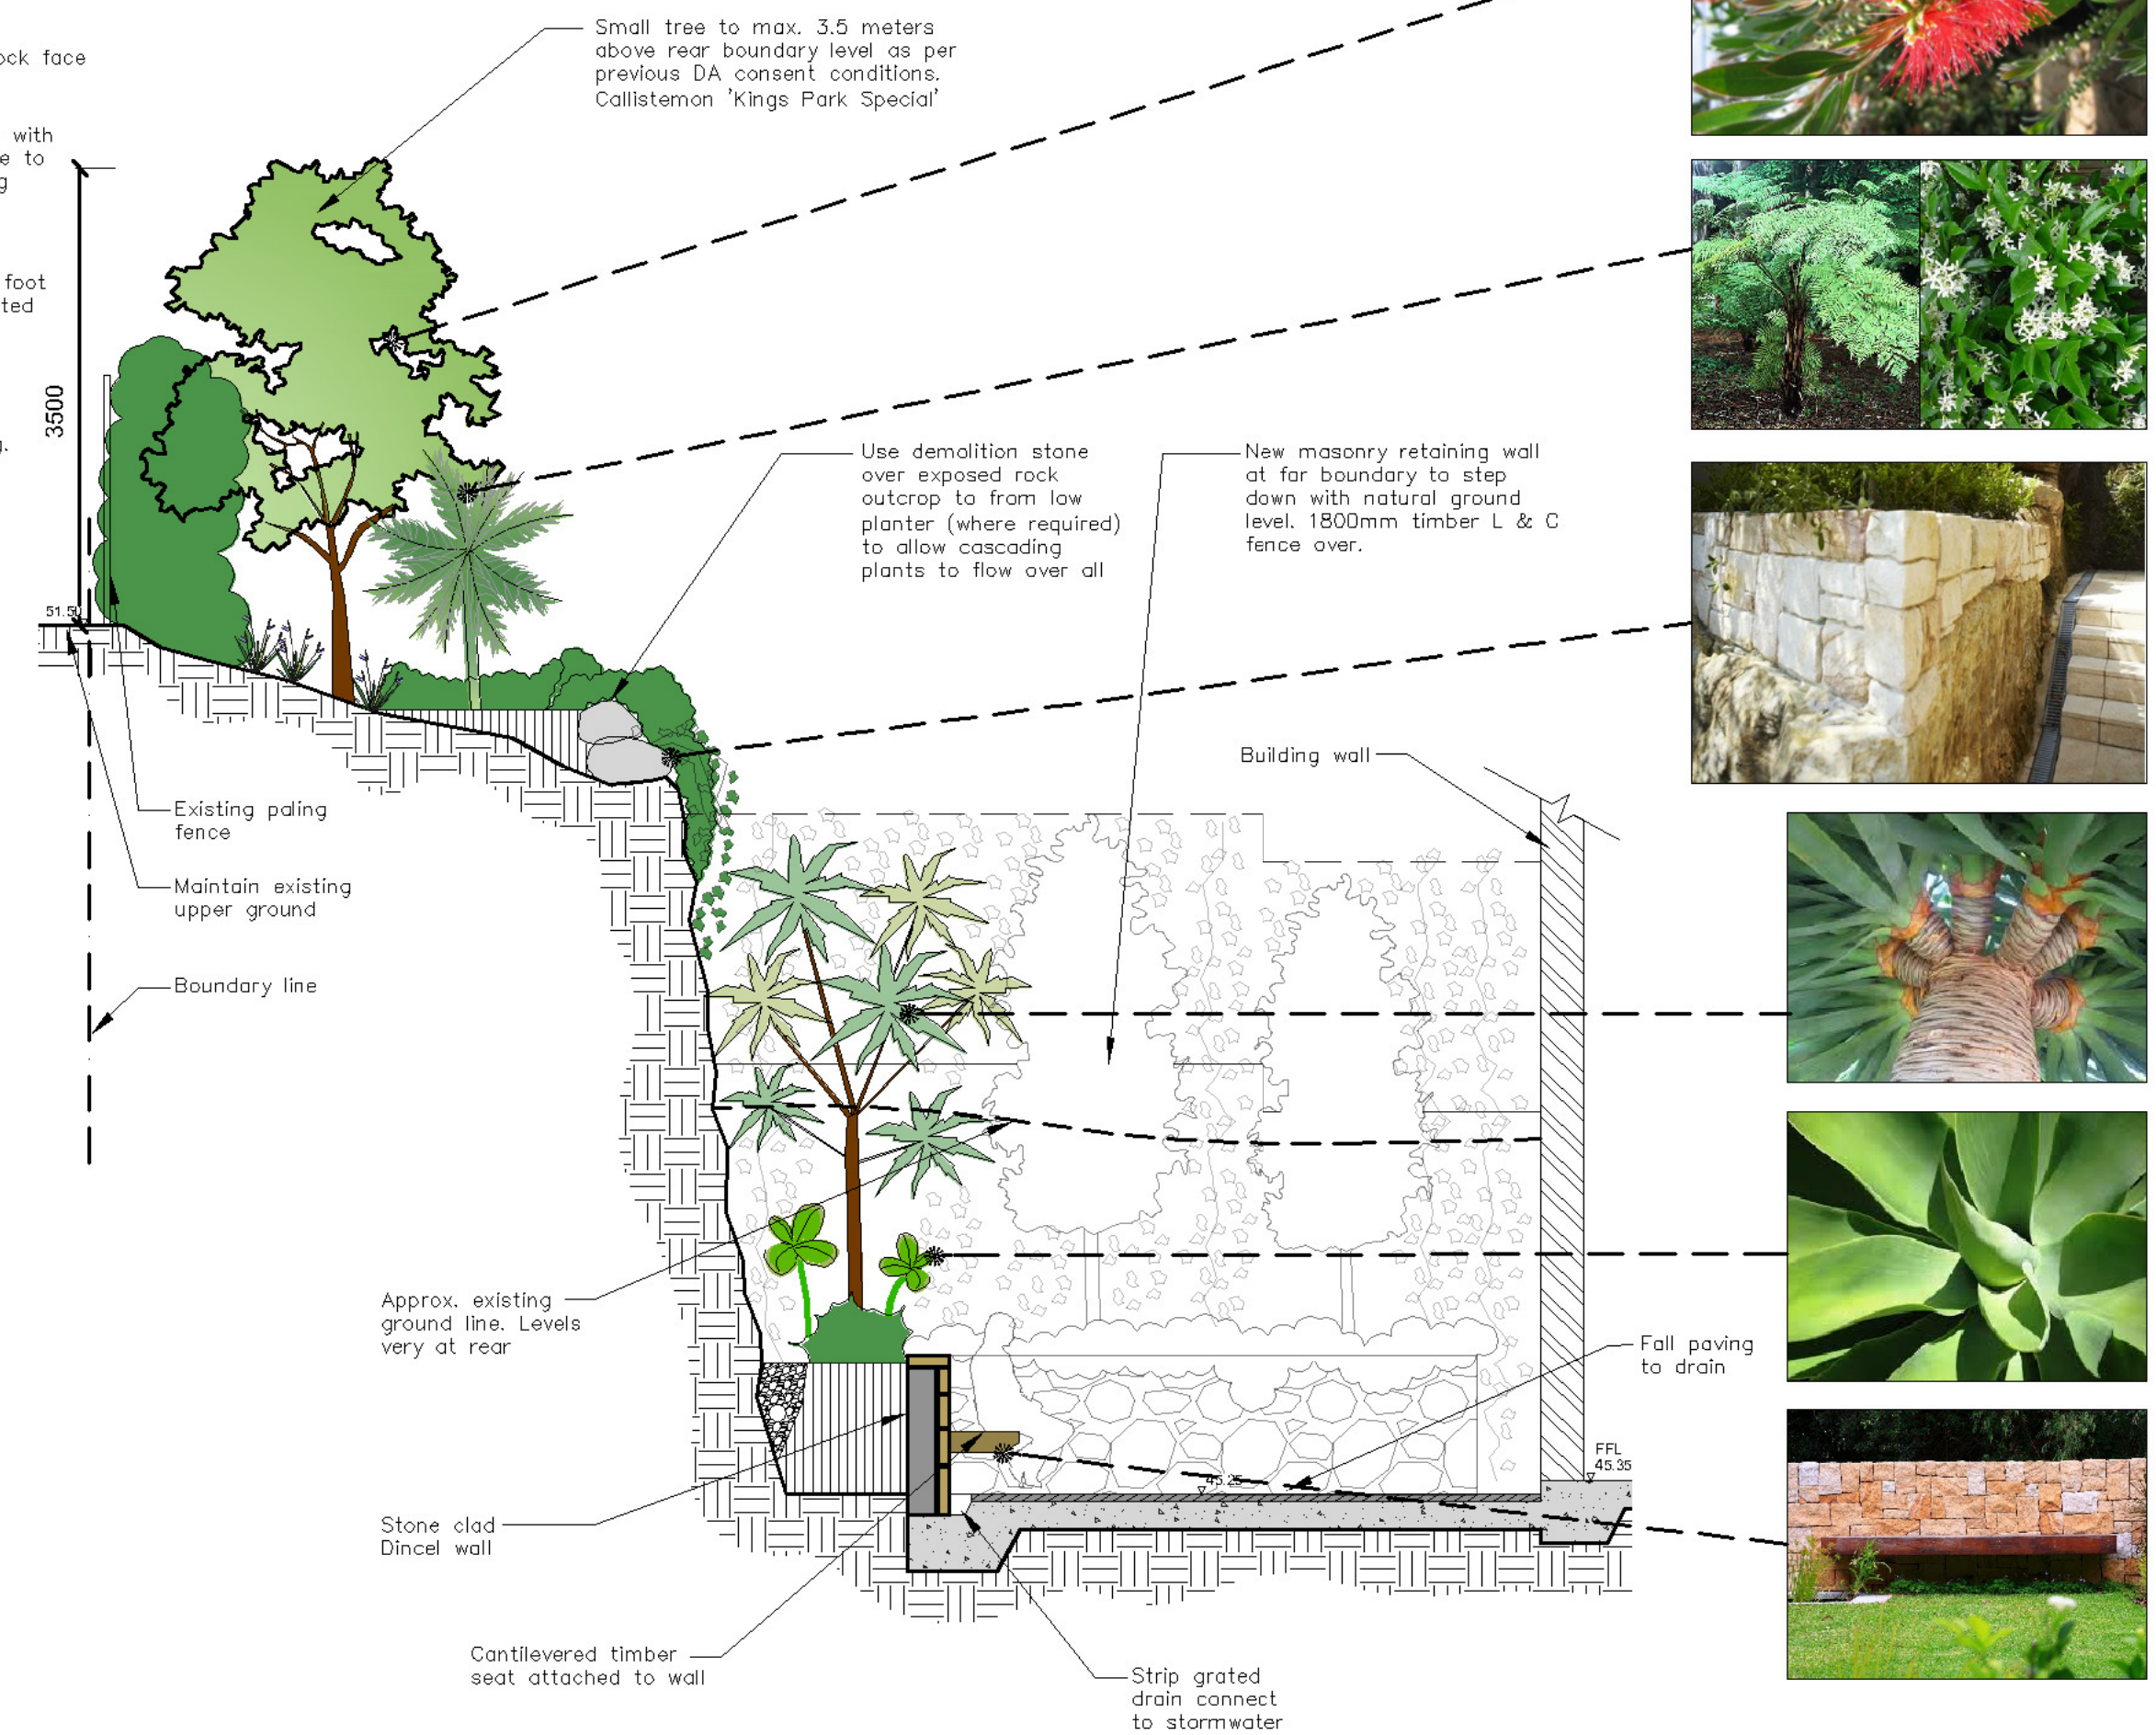 ock face
with
e to
g
foot
ted
g.
Small tree to max. 3.5 meters
above rear boundary level as per
previous DA consent conditions.
Callistemon 'Kings Park Special'
3500
51.5
Use demolition stone
over exposed rock
outcrop to from low
planter (where required)
to allow cascading
plants to flow over all
New masonry retaining wall
at far boundary to step
down with natural ground
level. 1800mm timber L & C
fence over.
Building wall
Existing paling
fence
Maintain existing
upper ground
Boundary line
Approx. existing
ground line. Levels
very at rear
Fall paving
to drain
FFL
45.35
45.25
Stone clad
Dincel wall
Cantilevered timber
seat attached to wall
Strip grated
drain connect
to stormwater